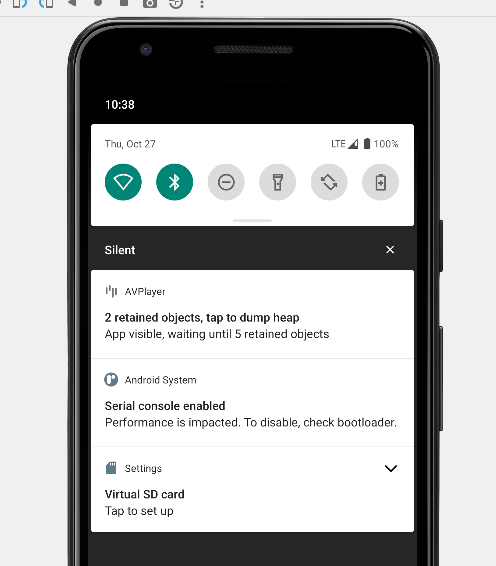 10:38
Thu, Oct 27
LTE 100%
Silent
AVPlayer
2 retained objects, tap to dump heap
App visible, waiting until 5 retained objects
Android System
Serial console enabled
Performance is impacted. To disable, check bootloader.
Settings
Virtual SD card
Tap to set up